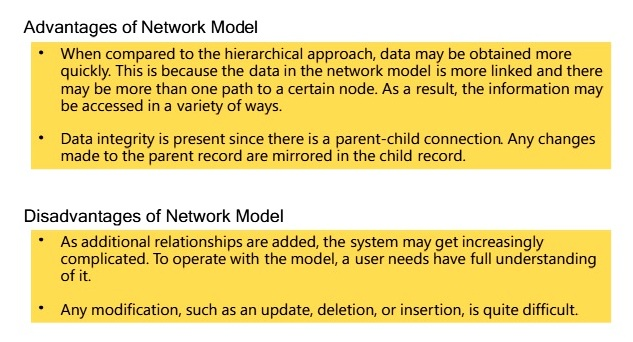 Advantages of Network Model
• When compared to the hierarchical approach, data may be obtained more
quickly. This is because the data in the network model is more linked and there
may be more than one path to a certain node. As a result, the information may
be accessed in a variety of ways.
• Data integrity is present since there is a parent-child connection. Any changes
made to the parent record are mirrored in the child record.
Disadvantages of Network Model
• As additional relationships are added, the system may get increasingly
complicated. To operate with the model, a user needs have full understanding
of it.
• Any modification, such as an update, deletion, or insertion, is quite difficult.